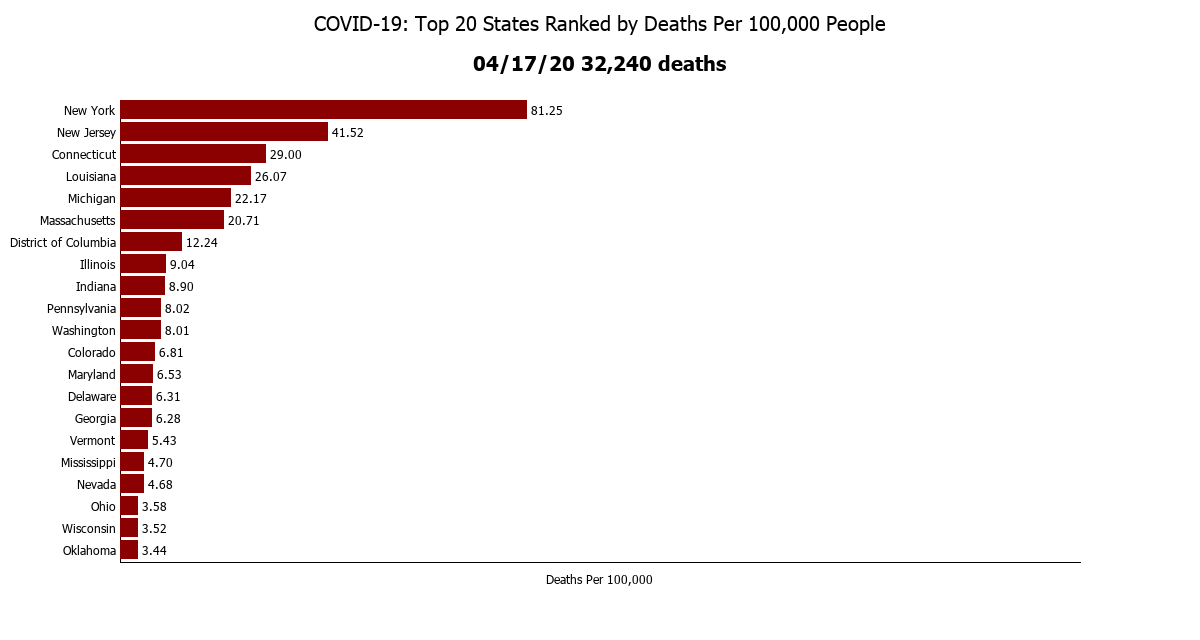 COVID-19: Top 20 States Ranked by Deaths Per 100,000 People
04/17/20 32,240 deaths
New York 81.25
New Jersey 41.52
Connecticut 29.00
Louisiana 26.07
Michigan 22.17
Massachusetts 20.71
District of Columbia 12.24
Illinois 9.04
Indiana 8.90
Pennsylvania 8.02
Washington 8.01
Colorado 6.81
Maryland 6.53
Delaware 6.31
Georgia 6.28
Vermont 5.43
Mississippi 4.70
Nevada 4.68
Ohio 3.58
Wisconsin 3.52
Oklahoma 3.44
Deaths Per 100,000